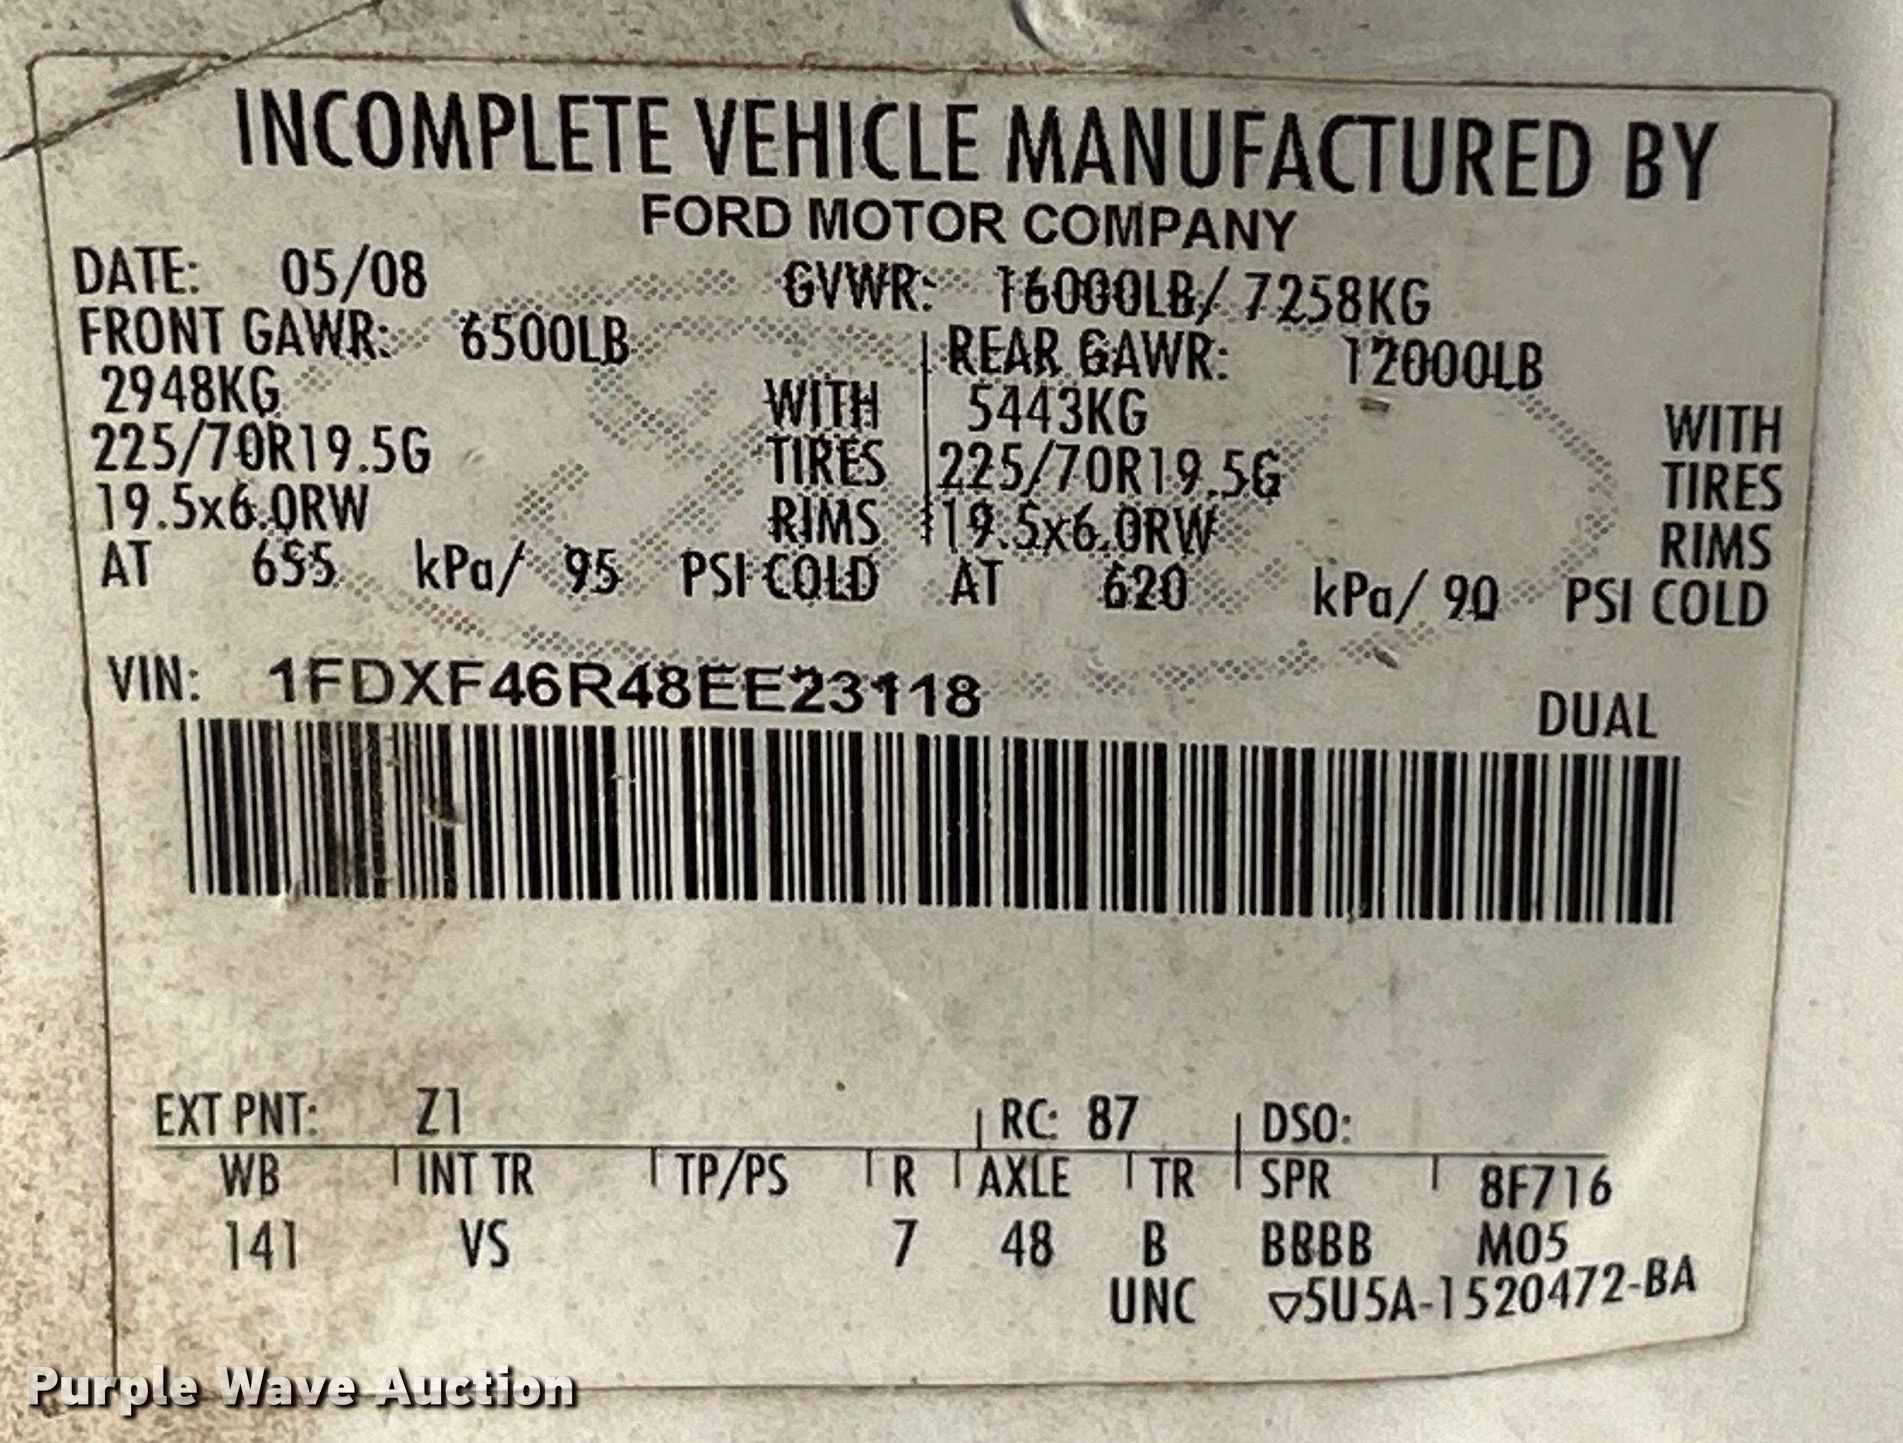 INCOMPLETE VEHICLE MANUFACTURED BY
FORD MOTOR COMPANY
DATE: 05/08 GVWR: 16000LB/ 7258KG
FRONT GAWR: 6500LB REAR GAWR: 12000LB
2948KG WITH 5443KG WITH
225/70R19.5G TIRES 225/70R19.5G TIRES
19.5x6.0RW RIMS 19.5x6.0RW RIMS
AT 655 kPa/ 95 PSI COLD AT 620 kPa/ 90 PSI COLD
VIN: 1FDXF46R48EE23118
DUAL
EXT PNT: Z1 RC: 87 DSO:
WB INT TR TP/PS R AXLE TR SPR 8F716
141 VS 7 48 B BBBB M05
UNC ▽5U5A-1520472-BA
Purple Wave Auction